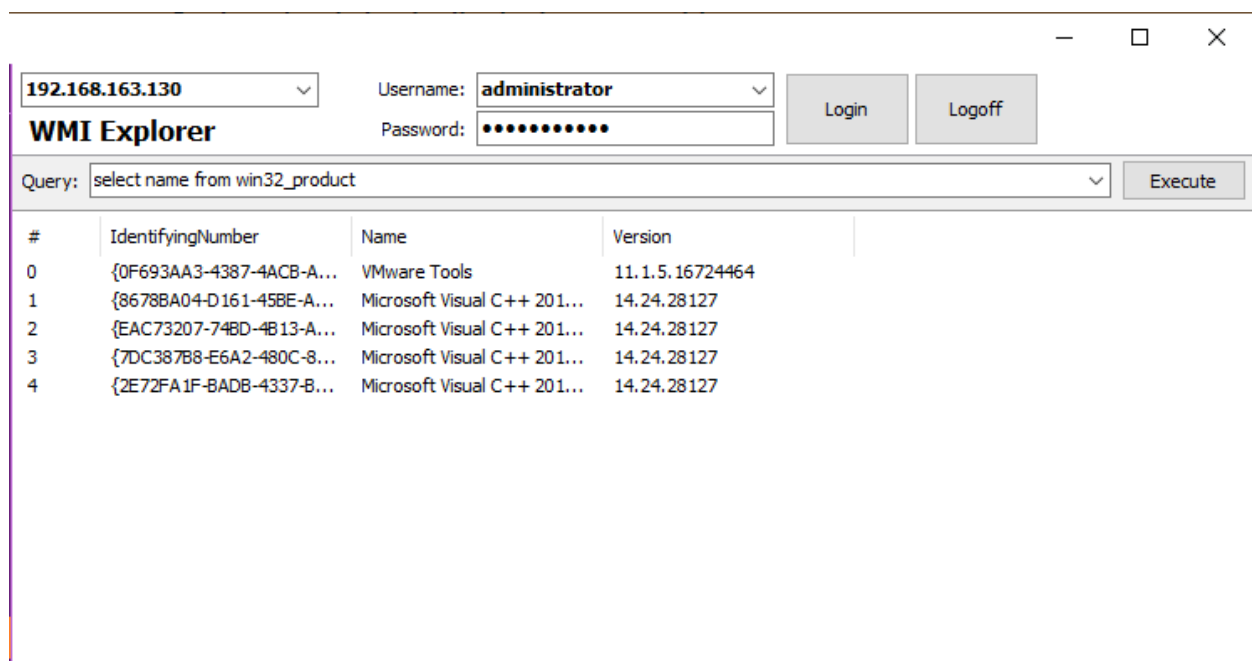 192.168.163.130 Username: administrator Login Logoff
WMI Explorer Password: •••••••••••
Query: select name from win32_product Execute
# IdentifyingNumber Name Version
0 {0F693AA3-4387-4ACB-A... VMware Tools 11.1.5.16724464
1 {8678BA04-D161-45BE-A... Microsoft Visual C++ 201... 14.24.28127
2 {EAC73207-74BD-4B13-A... Microsoft Visual C++ 201... 14.24.28127
3 {7DC387B8-E6A2-480C-8... Microsoft Visual C++ 201... 14.24.28127
4 {2E72FA1F-BADB-4337-B... Microsoft Visual C++ 201... 14.24.28127